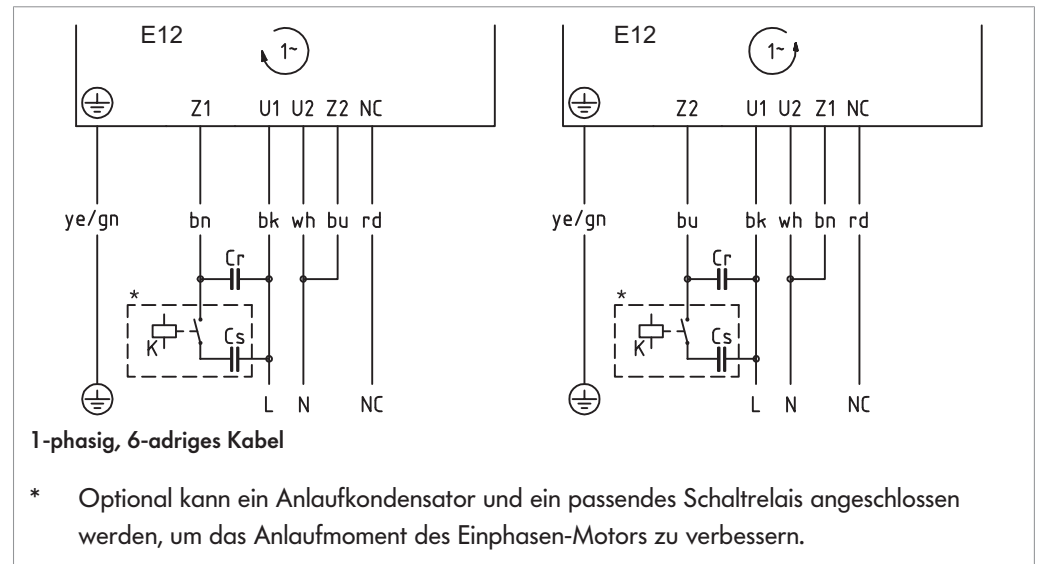 E12 E12
1~ 1~
Z1 U1 U2 Z2 NC Z2 U1 U2 Z1 NC
ye/gn bn bk wh bu rd ye/gn bu bk wh bn rd
Cr Cr
* *
K Cs K Cs
L N NC L N NC
1-phasig, 6-adriges Kabel
* Optional kann ein Anlaufkondensator und ein passendes Schaltrelais angeschlossen
werden, um das Anlaufmoment des Einphasen-Motors zu verbessern.